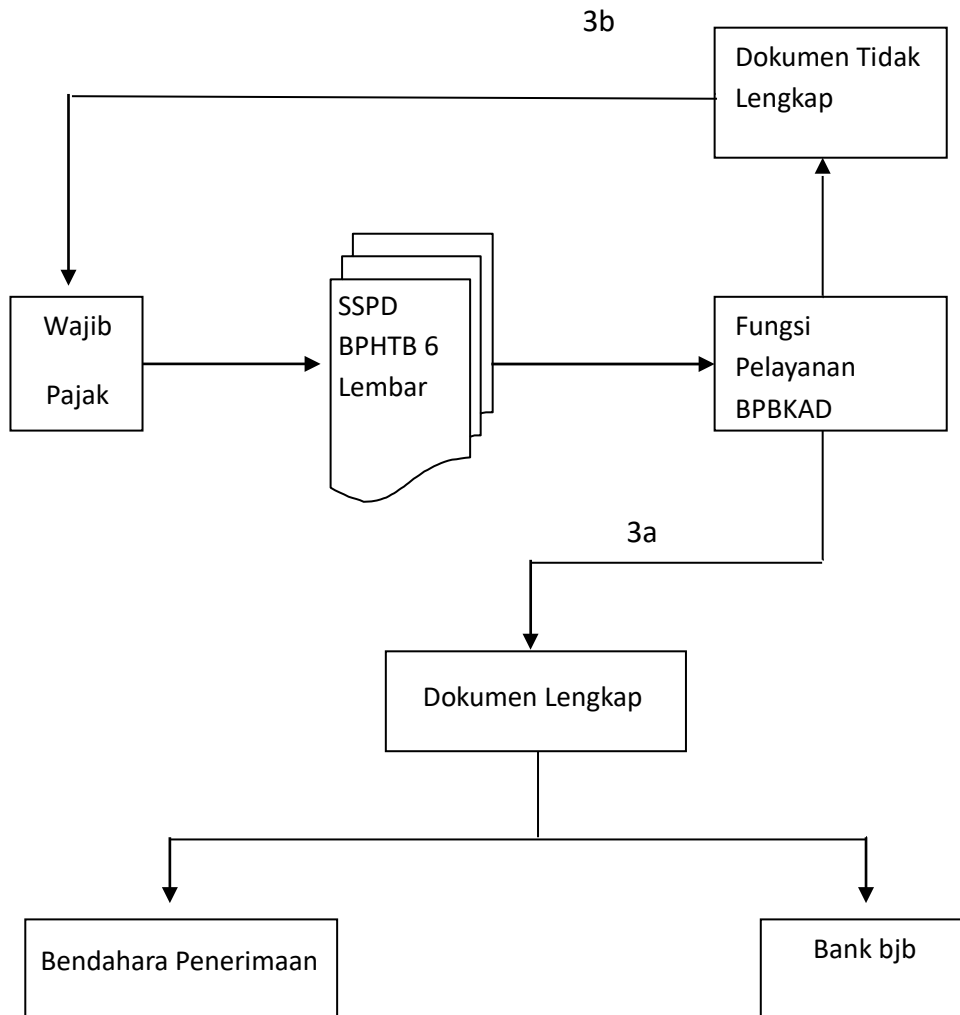 3b
Dokumen Tidak
Lengkap
Wajib
Pajak
SSPD
BPHTB 6
Lembar
Fungsi
Pelayanan
BPBKAD
3a
Dokumen Lengkap
Bendahara Penerimaan
Bank bjb